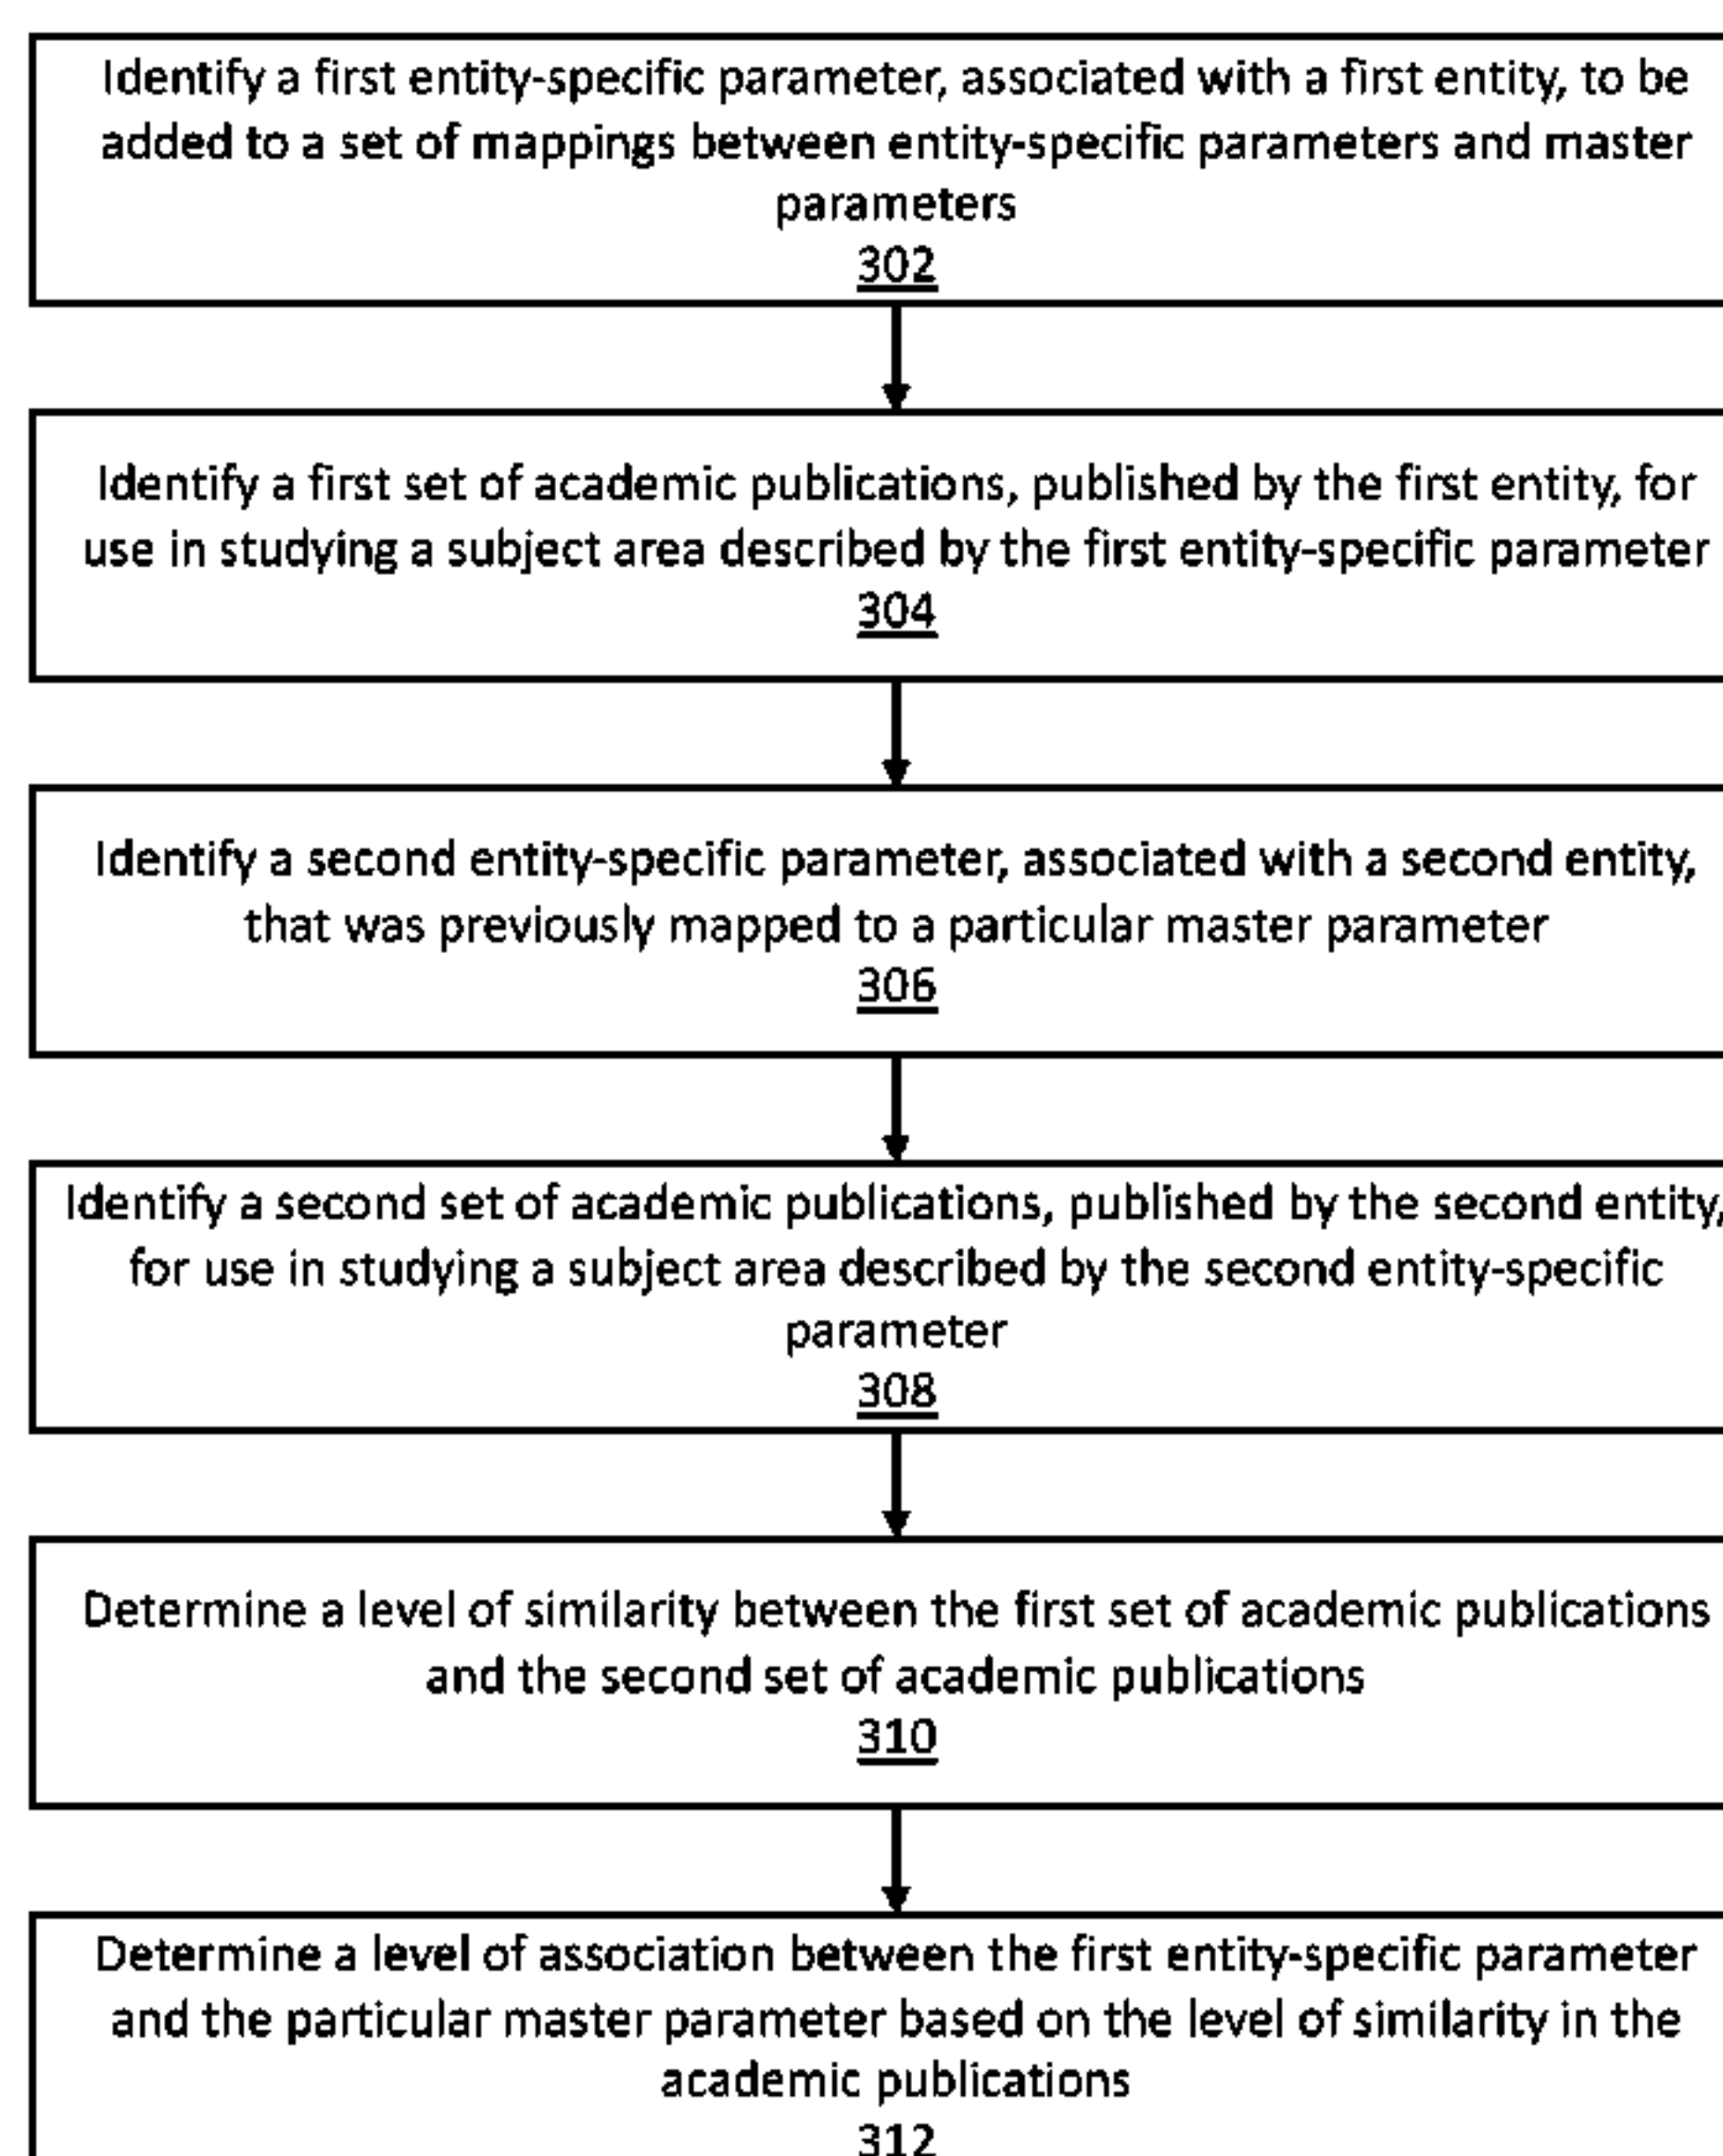 Identify a first entity-specific parameter, associated with a first entity, to be
added to a set of mappings between entity-specific parameters and master
parameters
302
Identify a first set of academic publications, published by the first entity, for
use in studying a subject area described by the first entity-specific parameter
304
Identify a second entity-specific parameter, associated with a second entity,
that was previously mapped to a particular master parameter
306
Identify a second set of academic publications, published by the second entity,
for use in studying a subject area described by the second entity-specific
parameter
308
Determine a level of similarity between the first set of academic publications
and the second set of academic publications
310
Determine a level of association between the first entity-specific parameter
and the particular master parameter based on the level of similarity in the
academic publications
312